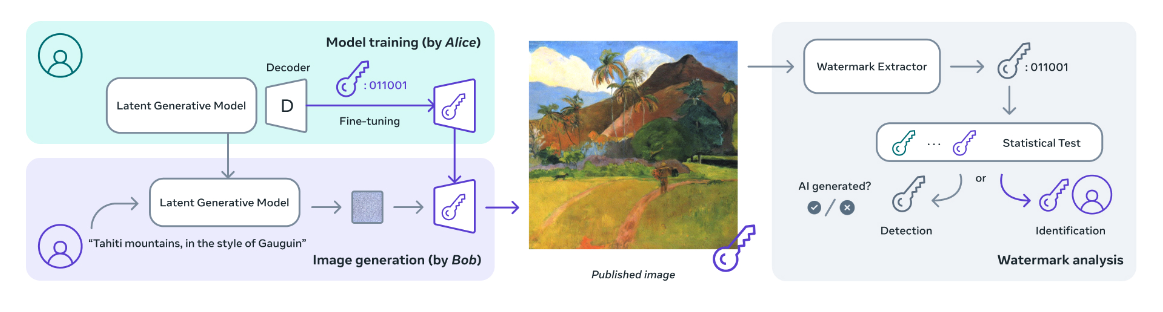 Model training (by Alice)
Decoder
: 011001
Latent Generative Model
D
Fine-tuning
Latent Generative Model
"Tahiti mountains, in the style of Gauguin"
Image generation (by Bob)
Published image
Watermark Extractor
: 011001
... Statistical Test
AI generated?
/
or
Detection
Identification
Watermark analysis